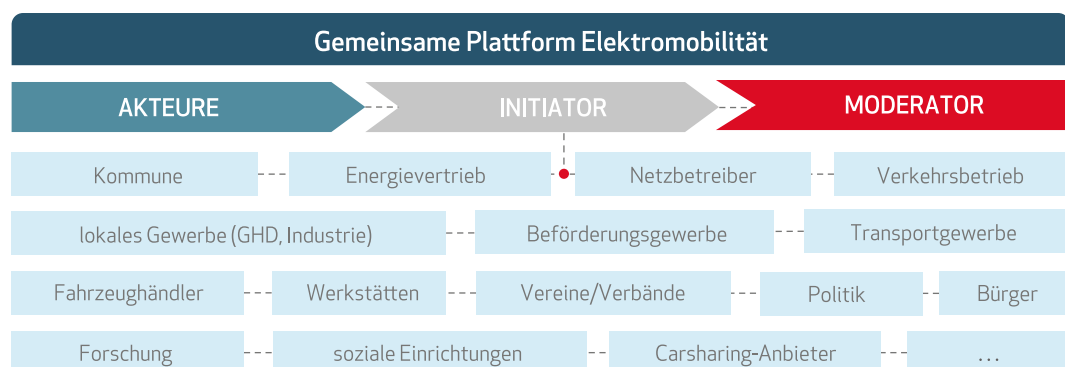 Gemeinsame Plattform Elektromobilität
AKTEURE INITIATOR MODERATOR
Kommune Energievertrieb Netzbetreiber Verkehrsbetrieb
lokales Gewerbe (GHD, Industrie) Beförderungsgewerbe Transportgewerbe
Fahrzeughändler Werkstätten Vereine/Verbände Politik Bürger
Forschung soziale Einrichtungen Carsharing-Anbieter ...